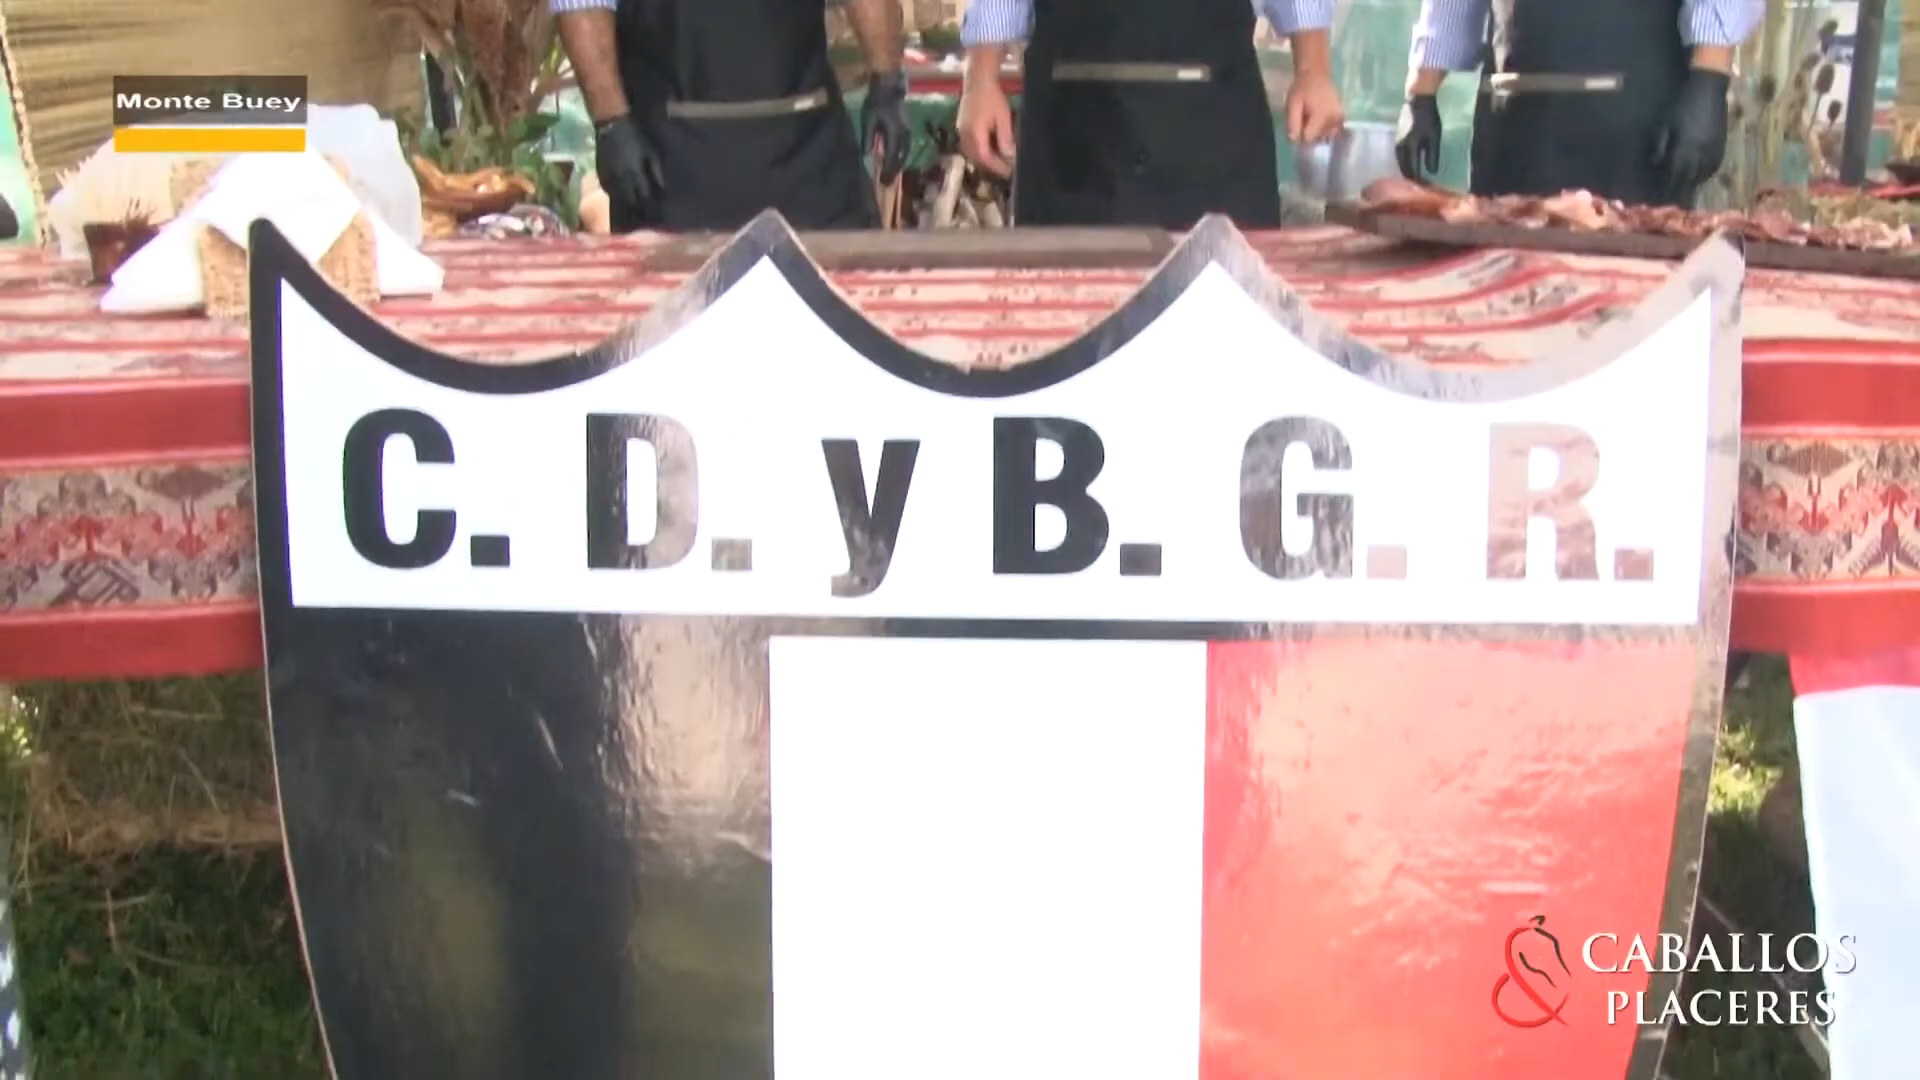 Monte Buey
C. D. y B. G. R.
CABALLOS
& PLACERES